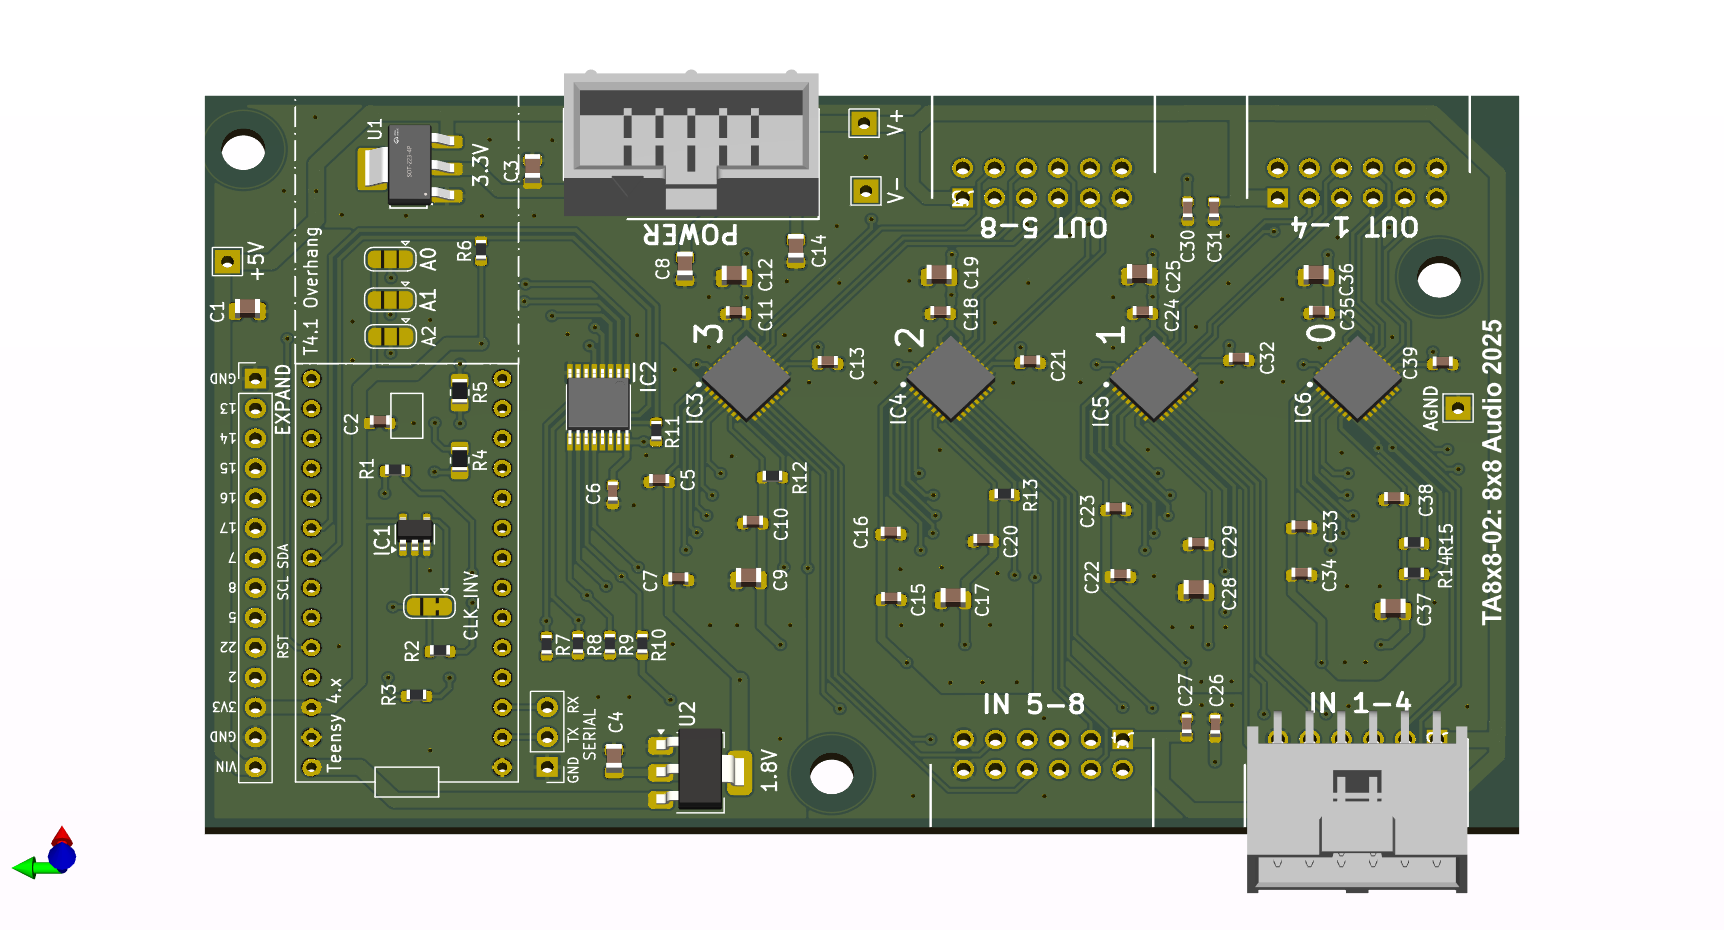 U1
3.3V
C3
POWER
V+
V-
OUT 5-8
C30
C31
OUT 1-4
+5V
C1
T4.1 Overhang
A0
A1
A2
R6
C8
C12
C14
C11
C19
C18
C25
C24
C36
C35
3
2
1
0
GND
13
14
15
16
17
7
8
5
22
2
3V3
GND
VIN
EXPAND
SCL SDA
RST
C2
R5
R4
R1
IC1
CLK_INV
R2
R3
Teensy 4.x
IC2
R11
C6
C5
IC3
C13
R12
C10
C7
C9
R7
R8
R9
R10
RX
TX
GND
SERIAL
C4
U2
1.8V
IC4
C21
R13
C16
C20
C15
C17
IN 5-8
IC5
C32
C23
C29
C22
C28
C27
C26
IC6
C39
AGND
C38
C33
R15
R14
C34
C37
IN 1-4
TA8x8-02: 8x8 Audio 2025